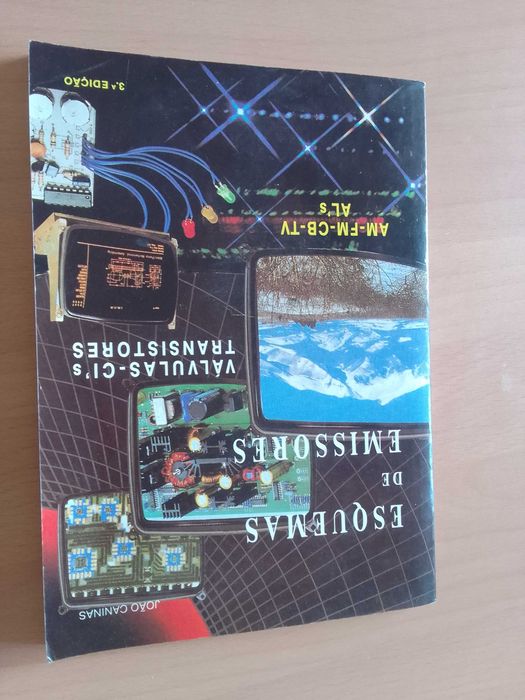 JOÃO CANINAS
ESQUEMAS
DE
EMISSORES
VÁLVULAS-CI's
TRANSISTORES
AM-FM-CB-TV
AL's
3.ª EDIÇÃO